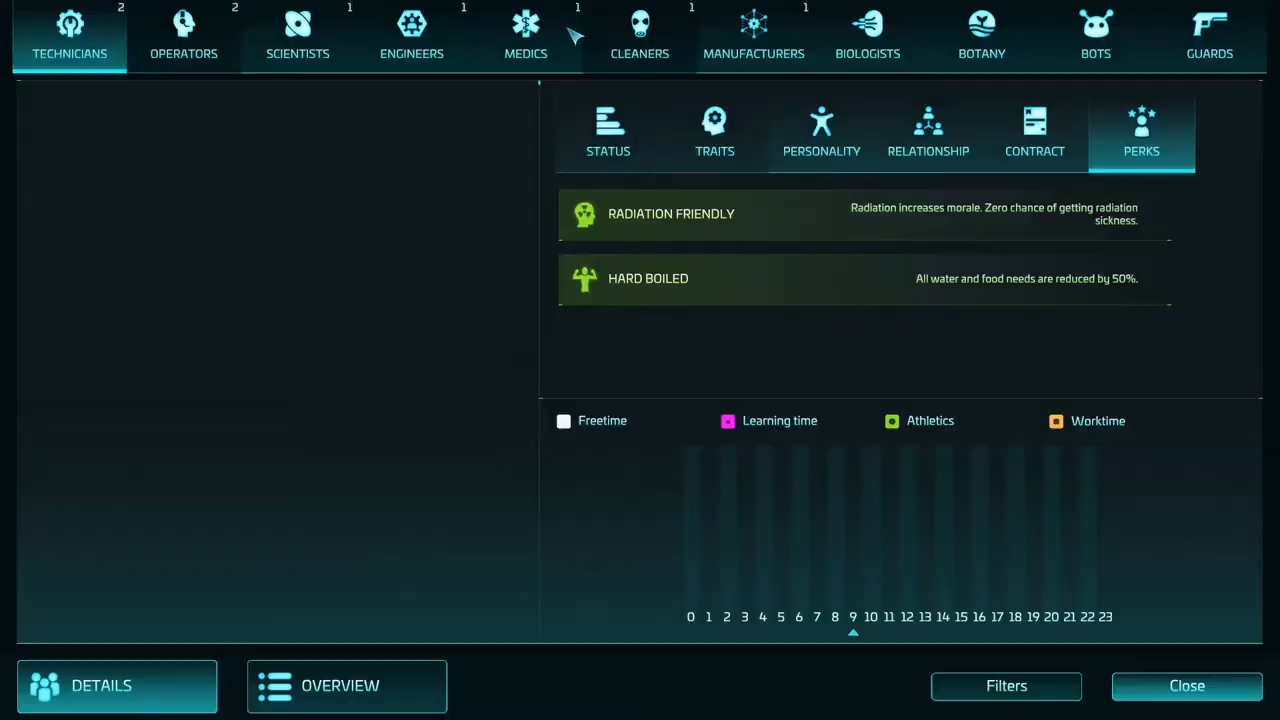 2 2 1 1 1 1 1
TECHNICIANS OPERATORS SCIENTISTS ENGINEERS MEDICS CLEANERS MANUFACTURERS BIOLOGISTS BOTANY BOTS GUARDS
STATUS TRAITS PERSONALITY RELATIONSHIP CONTRACT PERKS
RADIATION FRIENDLY
Radiation increases morale. Zero chance of getting radiation
sickness.
HARD BOILED
All water and food needs are reduced by 50%.
Freetime Learning time Athletics Worktime
0 1 2 3 4 5 6 7 8 9 10 11 12 13 14 15 16 17 18 19 20 21 22 23
DETAILS OVERVIEW Filters Close